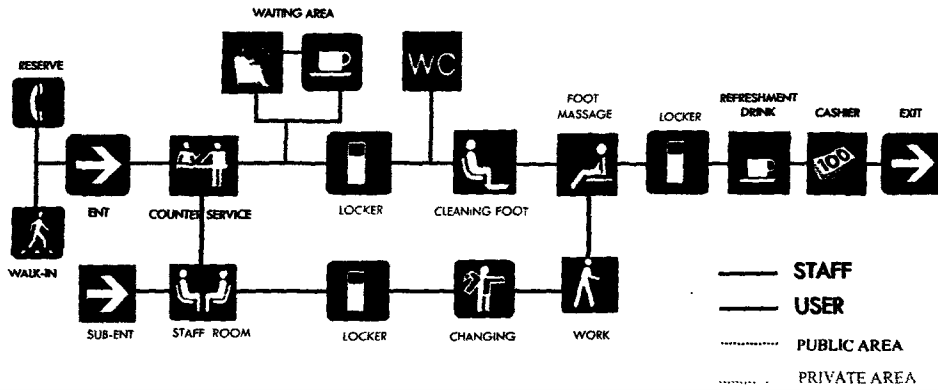 WAITING AREA
RESERVE
WC
FOOT
MASSAGE
LOCKER
REFRESHMENT
DRINK
CASHIER
EXIT
100
ENT
COUNTER SERVICE
LOCKER
CLEANING FOOT
WALK-IN
SUB-ENT
STAFF ROOM
LOCKER
CHANGING
WORK
STAFF
USER
PUBLIC AREA
PRIVATE AREA